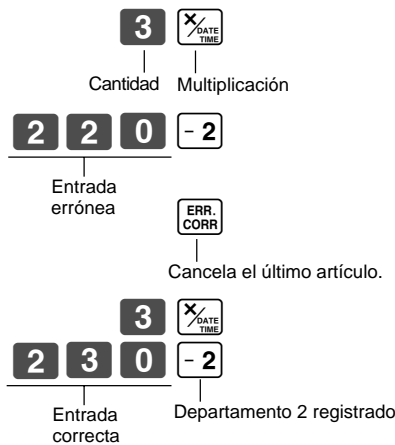 3 ×/DATE TIME
Cantidad Multiplicación
2 2 0 - 2
Entrada
errónea
ERR.
CORR
Cancela el último artículo.
3 ×/DATE TIME
2 3 0 - 2
Entrada
correcta
Departamento 2 registrado